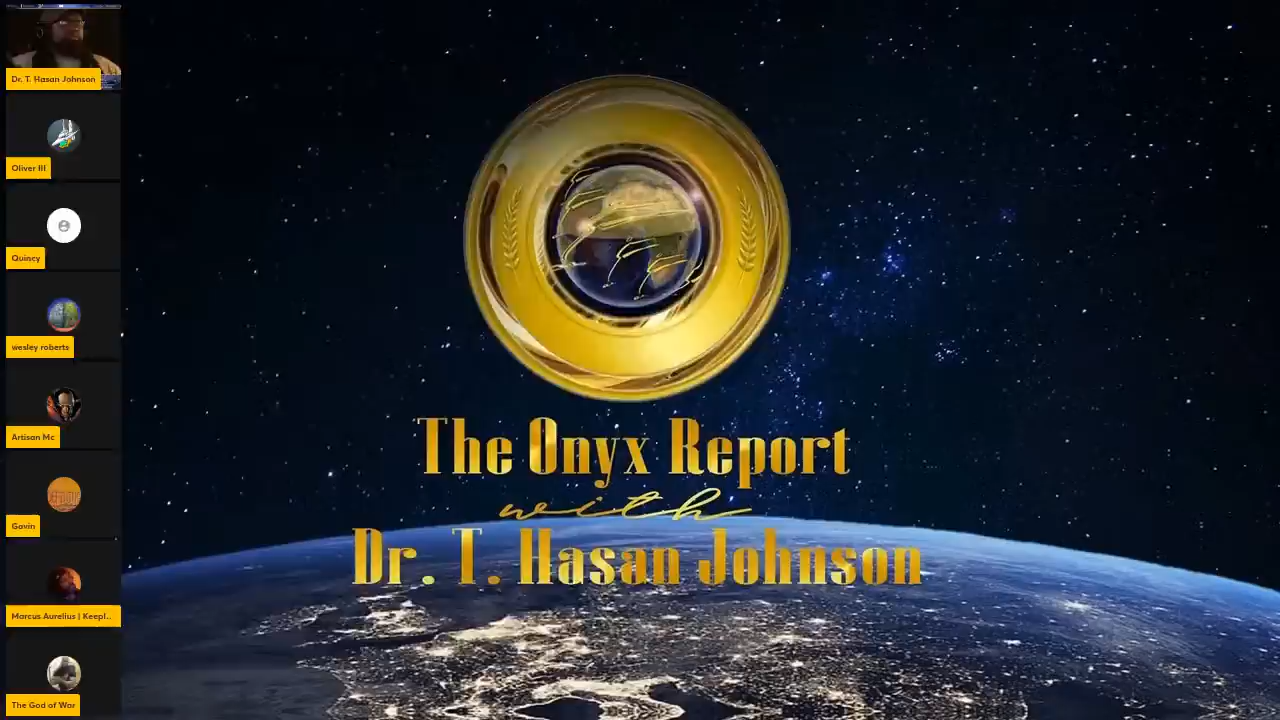 Dr. T. Hasan Johnson
Oliver III
Quincy
wesley roberts
Artisan Mc
Gavin
Marcus Aurelius | Keepl..
The God of War
The Onyx Report
with
Dr. T. Hasan Johnson